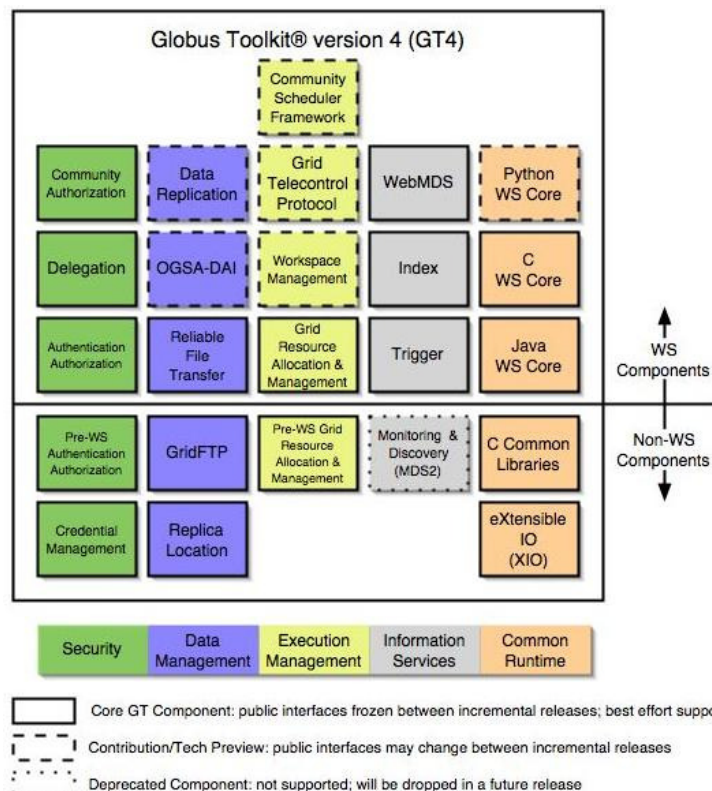 Globus Toolkit® version 4 (GT4)
Community
Scheduler
Framework
Community
Authorization
Data
Replication
Grid
Telecontrol
Protocol
WebMDS
Python
WS Core
Delegation
OGSA-DAI
Workspace
Management
Index
C
WS Core
Authentication
Authorization
Reliable
File
Transfer
Grid
Resource
Allocation &
Management
Trigger
Java
WS Core
WS
Components
Pre-WS
Authentication
Authorization
GridFTP
Pre-WS Grid
Resource
Allocation &
Management
Monitoring &
Discovery
(MDS2)
C Common
Libraries
Non-WS
Components
Credential
Management
Replica
Location
eXtensible
IO
(XIO)
Security
Data
Management
Execution
Management
Information
Services
Common
Runtime
Core GT Component: public interfaces frozen between incremental releases; best effort suppo
Contribution/Tech Preview: public interfaces may change between incremental releases
Deprecated Component: not supported; will be dropped in a future release